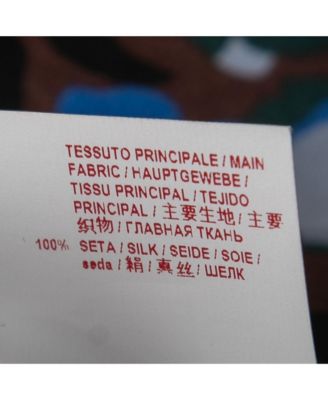 TESSUTO PRINCIPALE / MAIN
FABRIC / HAUPTGEWEBE /
TISSU PRINCIPAL / TEJIDO
PRINCIPAL / 主要生地 / 主要
织物 / ГЛАВНАЯ ТКАНЬ
100% SETA / SILK / SEIDE / SOIE /
seda / 絹 / 真丝 / ШЕЛК